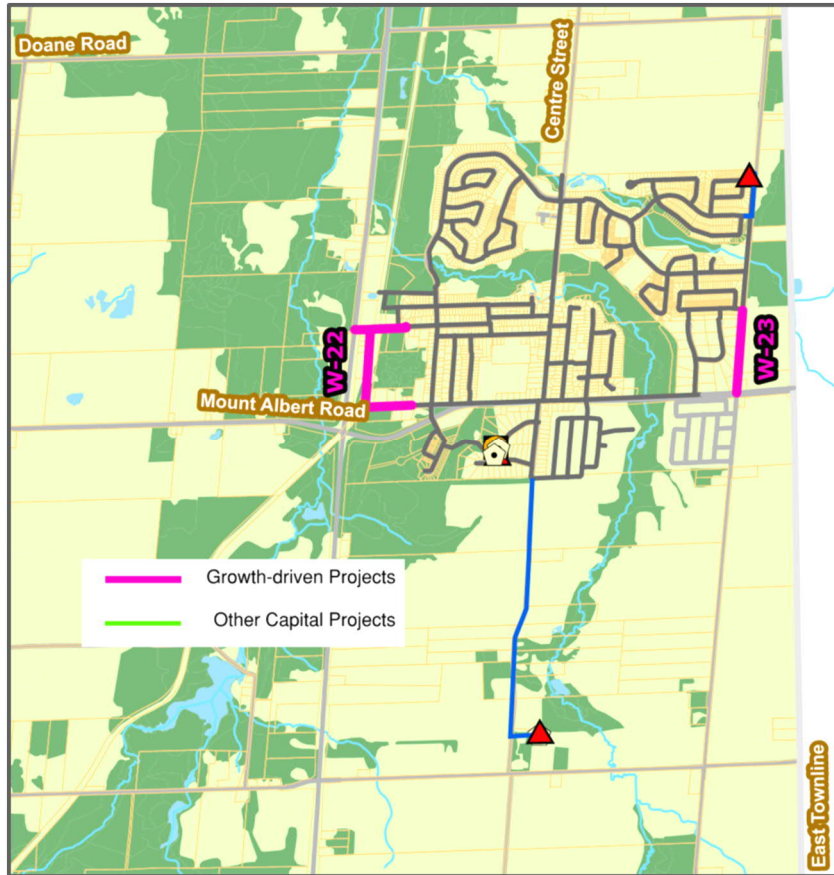 Doane Road
Centre Street
W-22
W-23
Mount Albert Road
Growth-driven Projects
Other Capital Projects
East Townline